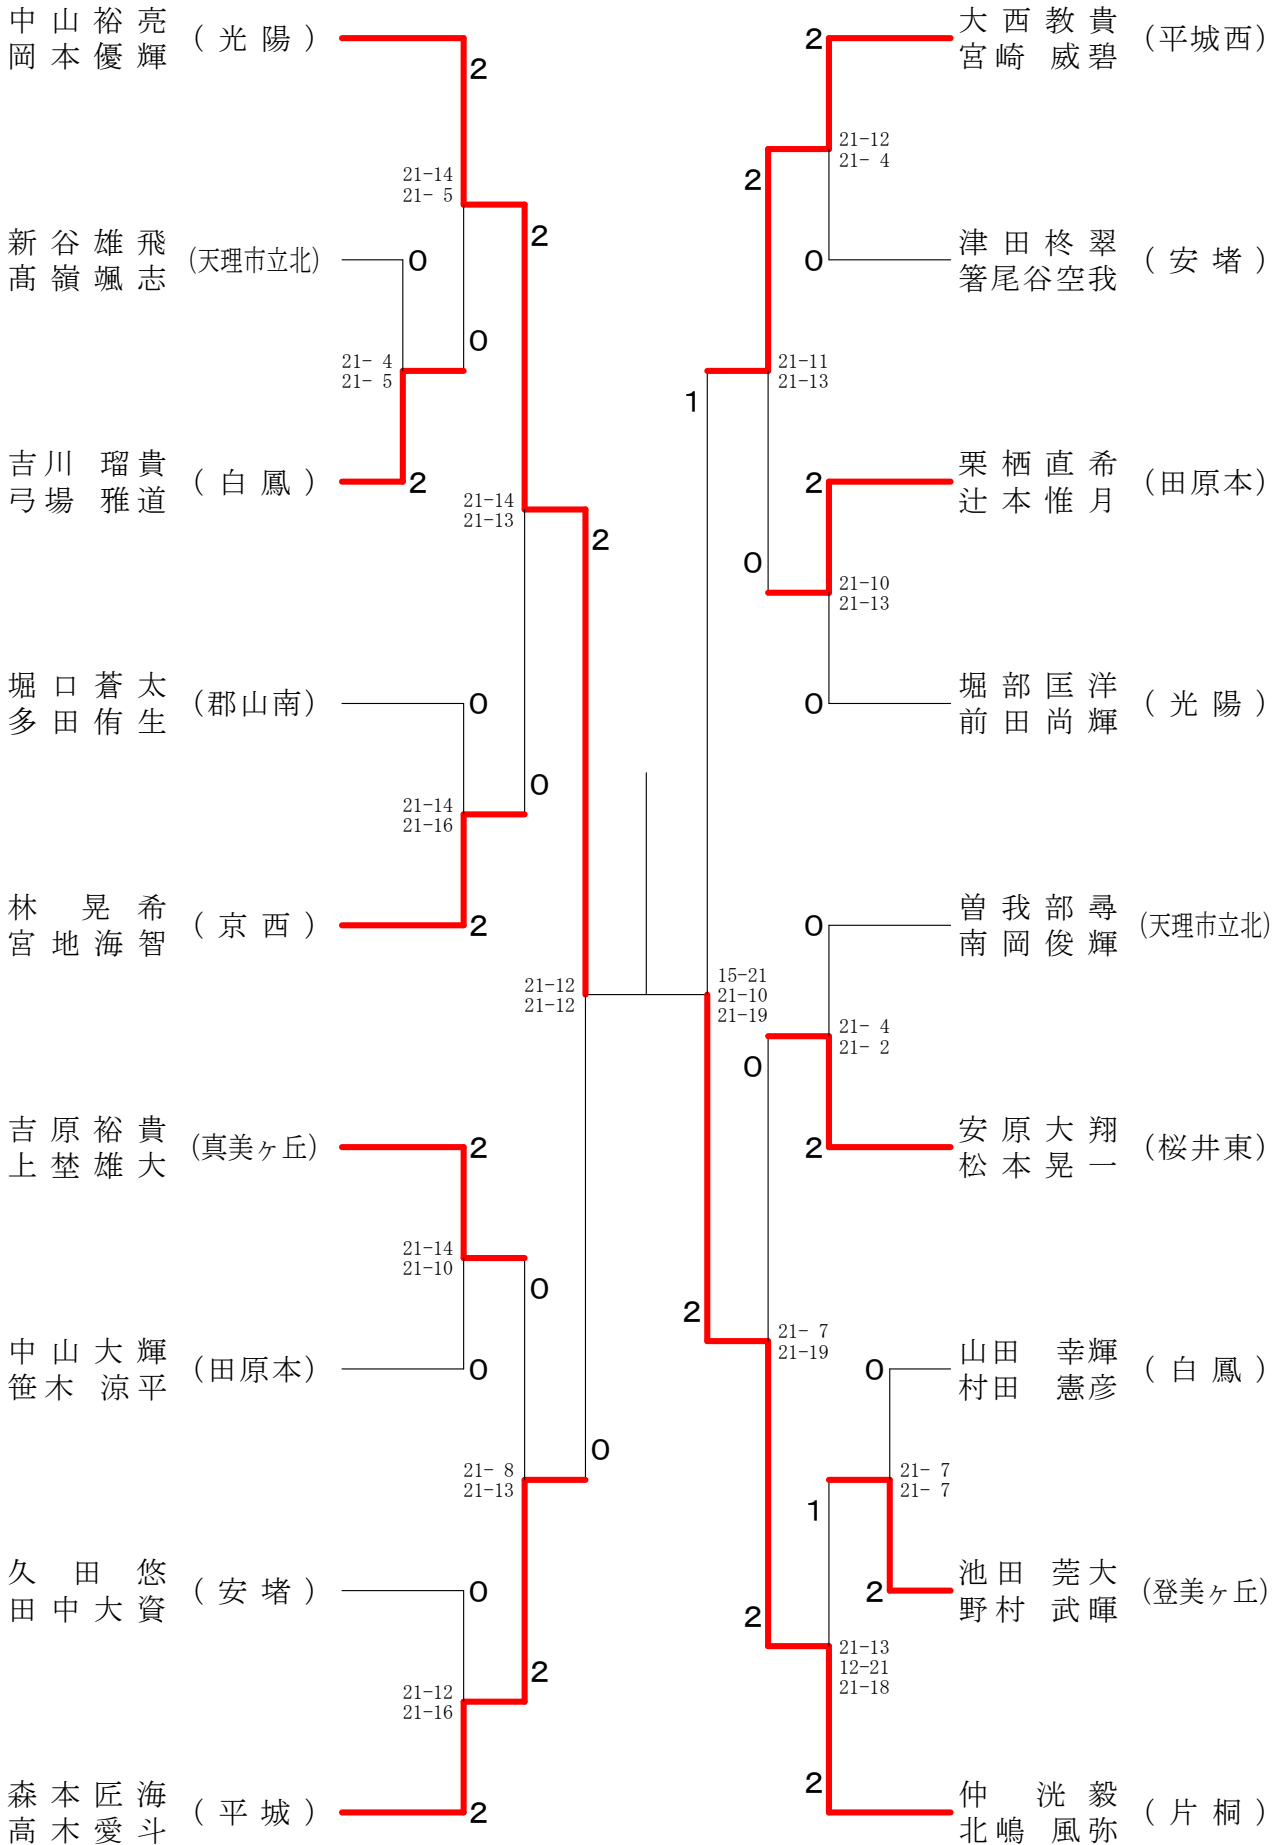 中山裕亮
岡本優輝
(光陽)
2
21-14
21- 5
新谷雄飛
髙嶺颯志
(天理市立北)
0
2
0
21- 4
21- 5
吉川 瑠貴
弓場 雅道
(白鳳)
2
21-14
21-13
2
堀口蒼太
多田侑生
(郡山南)
0
0
21-14
21-16
林 晃希
宮地海智
(京西)
2
21-12
21-12
吉原裕貴
上埜雄大
(真美ヶ丘)
2
21-14
21-10
0
中山大輝
笹木 涼平
(田原本)
0
0
21- 8
21-13
久田 悠
田中大資
(安堵)
0
2
21-12
21-16
森本匠海
高木愛斗
(平城)
2
2
大西教貴
宮崎 威碧
(平城西)
21-12
21- 4
2
0
津田柊翠
箸尾谷空我
(安堵)
21-11
21-13
1
2
栗栖直希
辻本惟月
(田原本)
0
21-10
21-13
0
堀部匡洋
前田尚輝
(光陽)
0
曽我部尋
南岡俊輝
(天理市立北)
15-21
21-10
21-19
21- 4
21- 2
0
2
安原大翔
松本晃一
(桜井東)
2
21- 7
21-19
0
山田 幸輝
村田 憲彦
(白鳳)
21- 7
21- 7
1
2
池田 莞大
野村 武暉
(登美ヶ丘)
2
21-13
12-21
21-18
2
仲 洸毅
北嶋 風弥
(片桐)